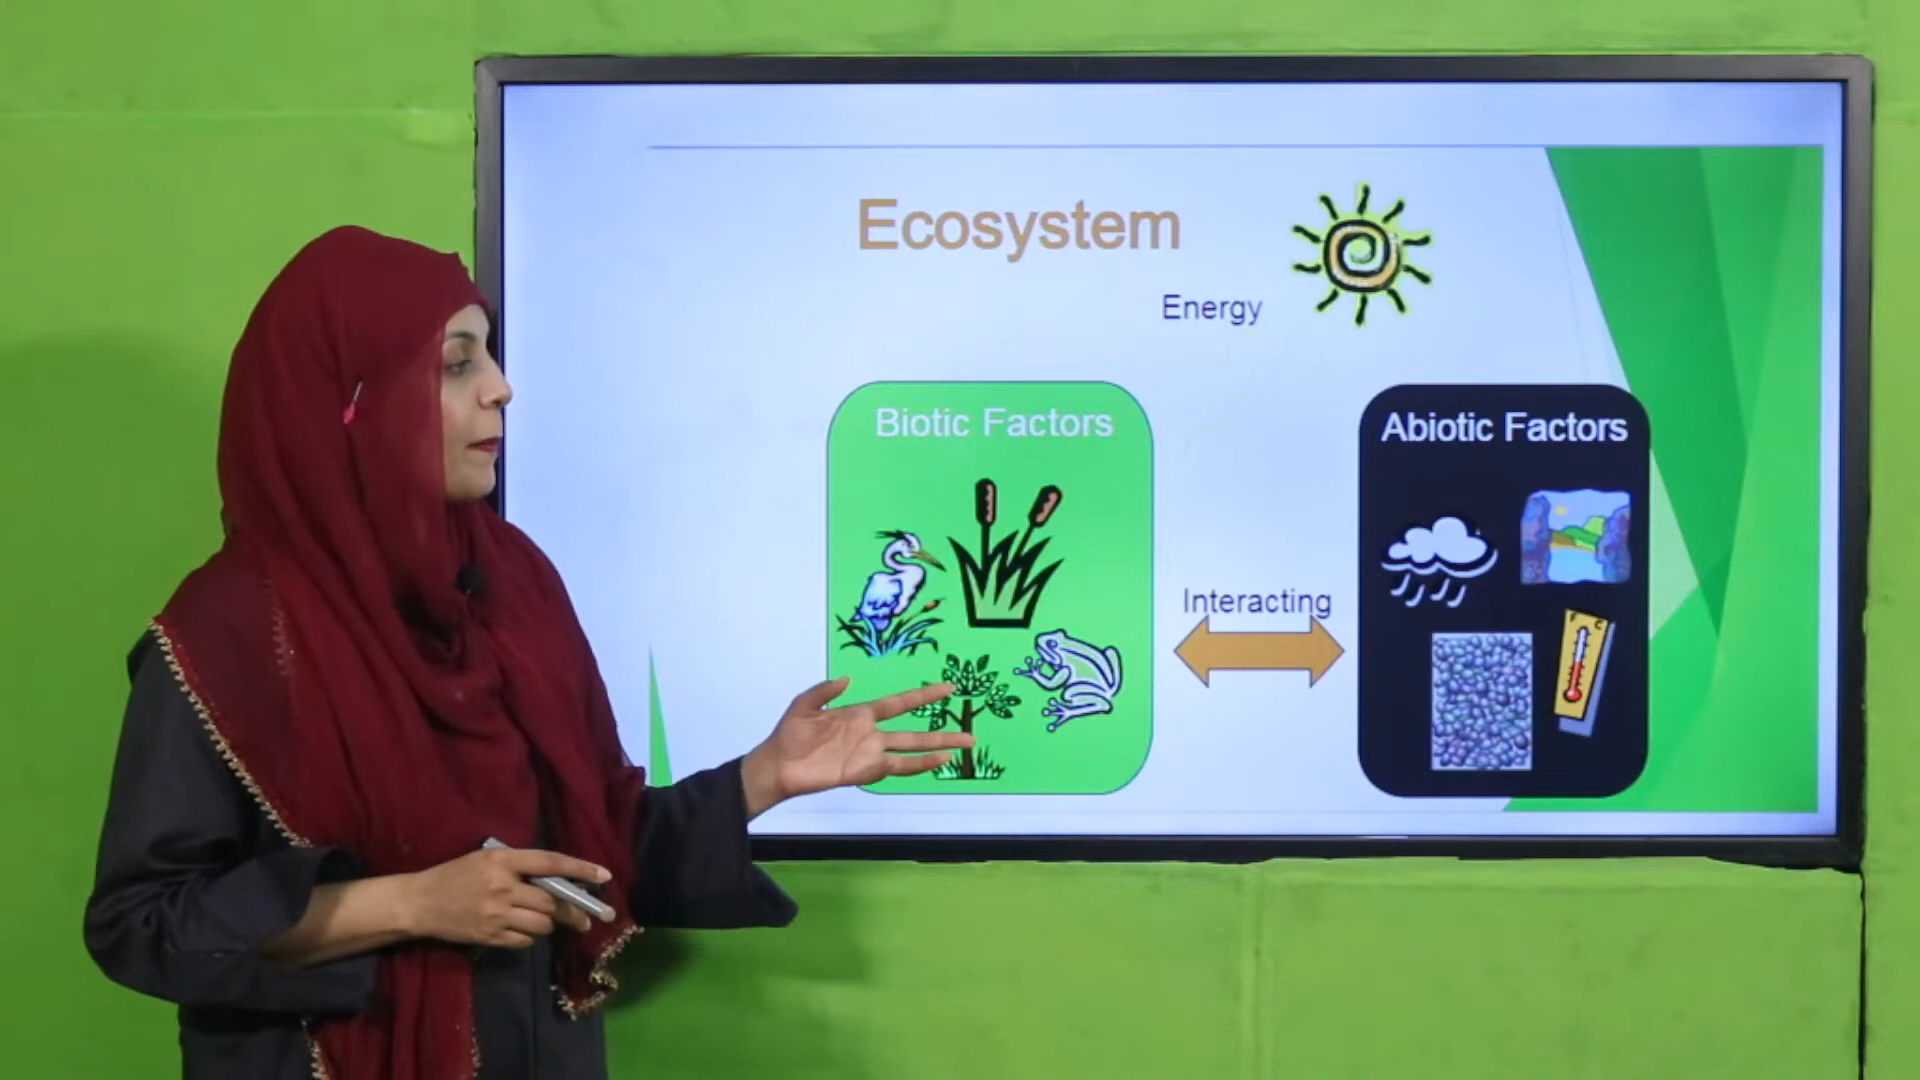 Ecosystem
Energy
Biotic Factors
Abiotic Factors
Interacting
F C